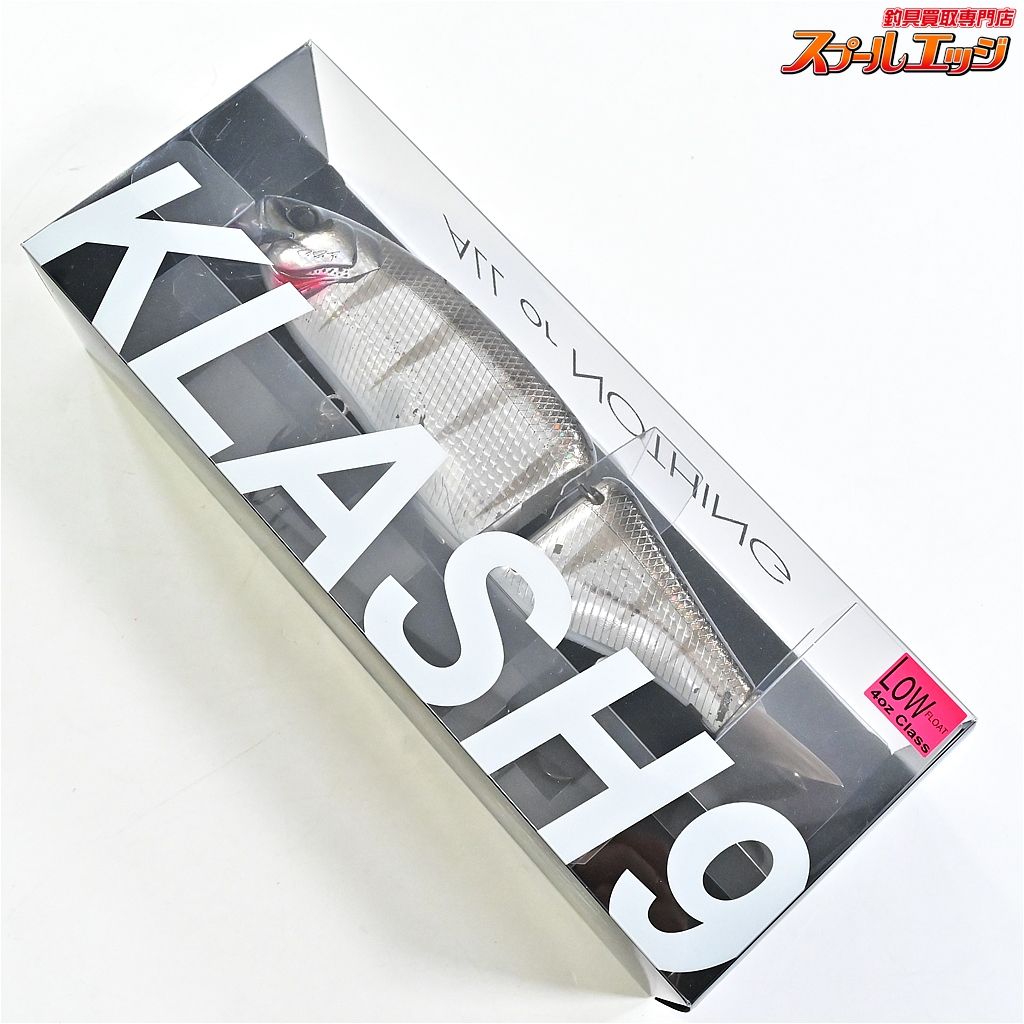 釣具買取専門店
スプールエッジ
ALL or NOTHING
KLASH9
LOW FLOAT
4oz Class